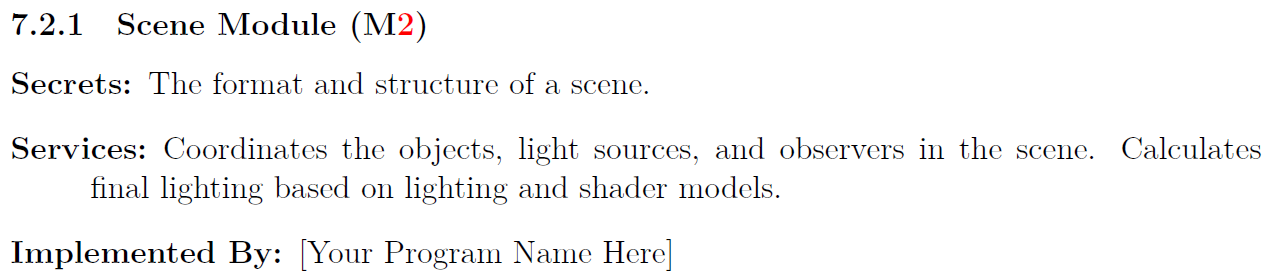 7.2.1 Scene Module (M2)
Secrets: The format and structure of a scene.
Services: Coordinates the objects, light sources, and observers in the scene. Calculates
final lighting based on lighting and shader models.
Implemented By: [Your Program Name Here]